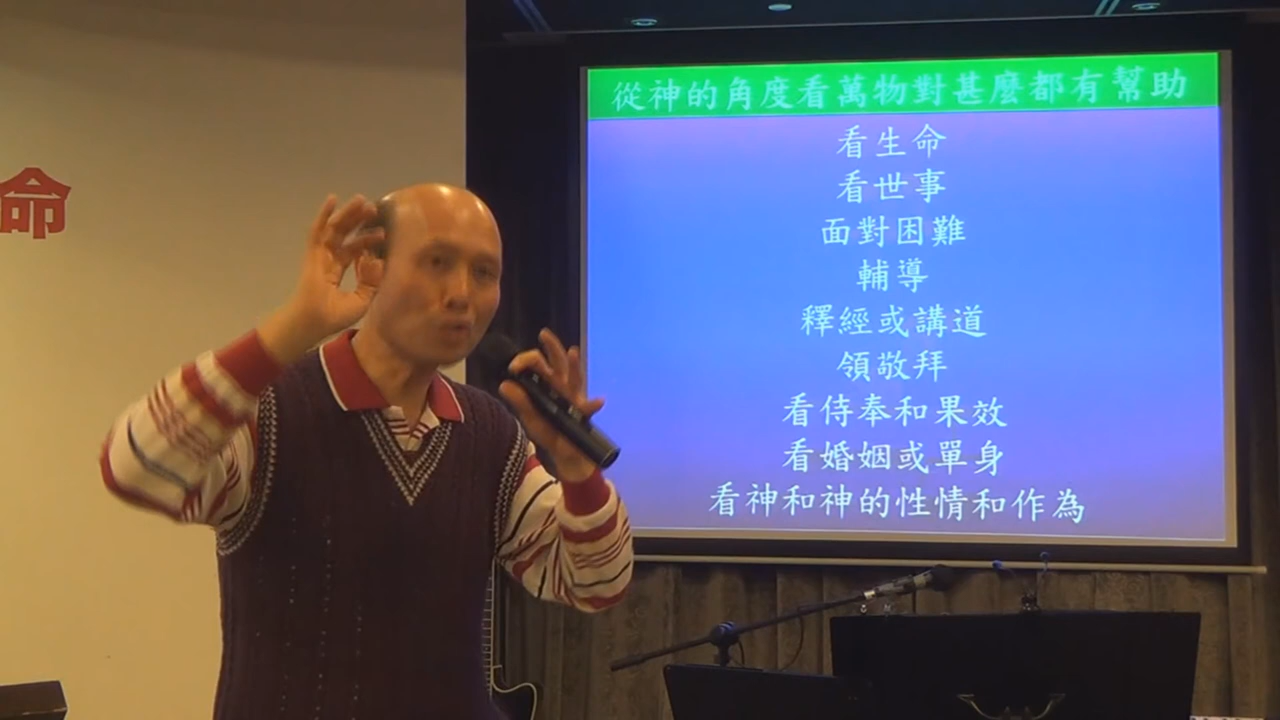 命
從神的角度看萬物對甚麼都有幫助
看生命
看世事
面對困難
輔導
釋經或講道
領敬拜
看侍奉和果效
看婚姻或單身
看神和神的性情和作為